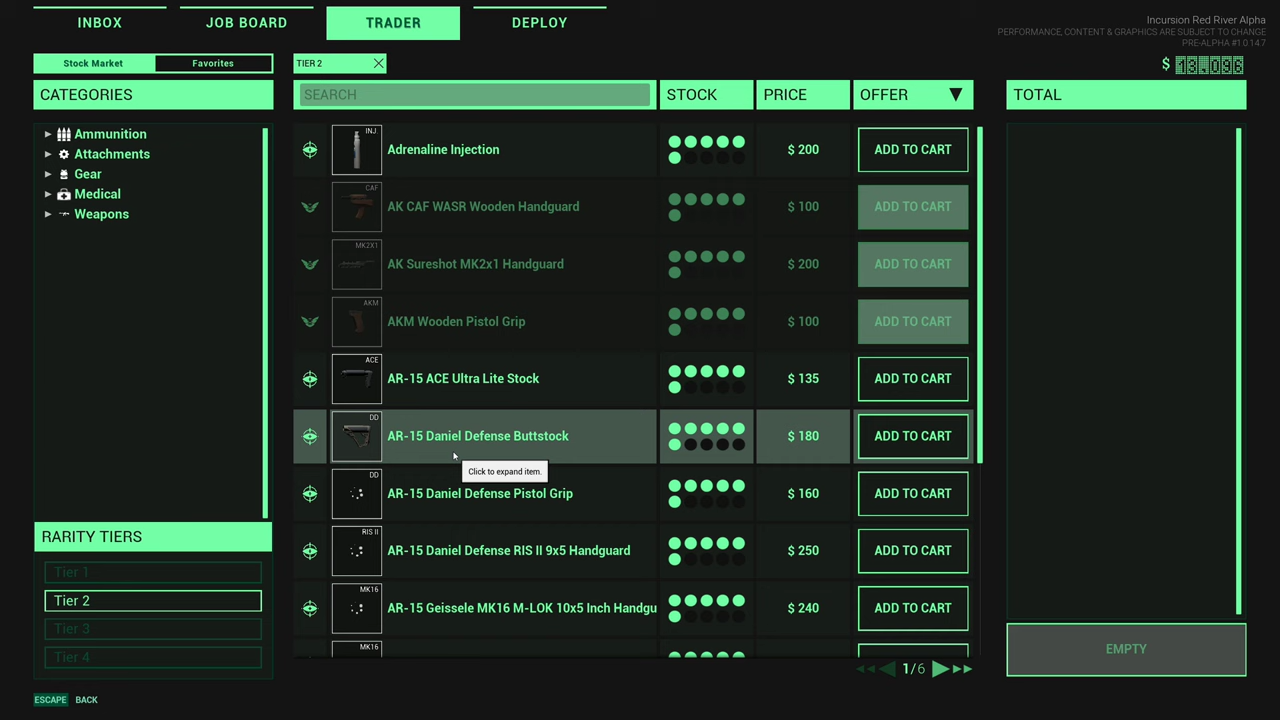 INBOX
JOB BOARD
TRADER
DEPLOY
Incursion Red River Alpha
PERFORMANCE, CONTENT & GRAPHICS ARE SUBJECT TO CHANGE
PRE-ALPHA #1.0.14.7
Stock Market
Favorites
TIER 2
$ 13,096
CATEGORIES
SEARCH
STOCK
PRICE
OFFER
TOTAL
Ammunition
Attachments
Gear
Medical
Weapons
INJ
Adrenaline Injection
$ 200
ADD TO CART
CAF
AK CAF WASR Wooden Handguard
$ 100
ADD TO CART
MK2X1
AK Sureshot MK2x1 Handguard
$ 200
ADD TO CART
AKM
AKM Wooden Pistol Grip
$ 100
ADD TO CART
ACE
AR-15 ACE Ultra Lite Stock
$ 135
ADD TO CART
DD
AR-15 Daniel Defense Buttstock
$ 180
ADD TO CART
Click to expand item.
DD
AR-15 Daniel Defense Pistol Grip
$ 160
ADD TO CART
RIS II
AR-15 Daniel Defense RIS II 9x5 Handguard
$ 250
ADD TO CART
MK16
AR-15 Geissele MK16 M-LOK 10x5 Inch Handgu
$ 240
ADD TO CART
MK16
RARITY TIERS
Tier 1
Tier 2
Tier 3
Tier 4
1/6
EMPTY
ESCAPE BACK